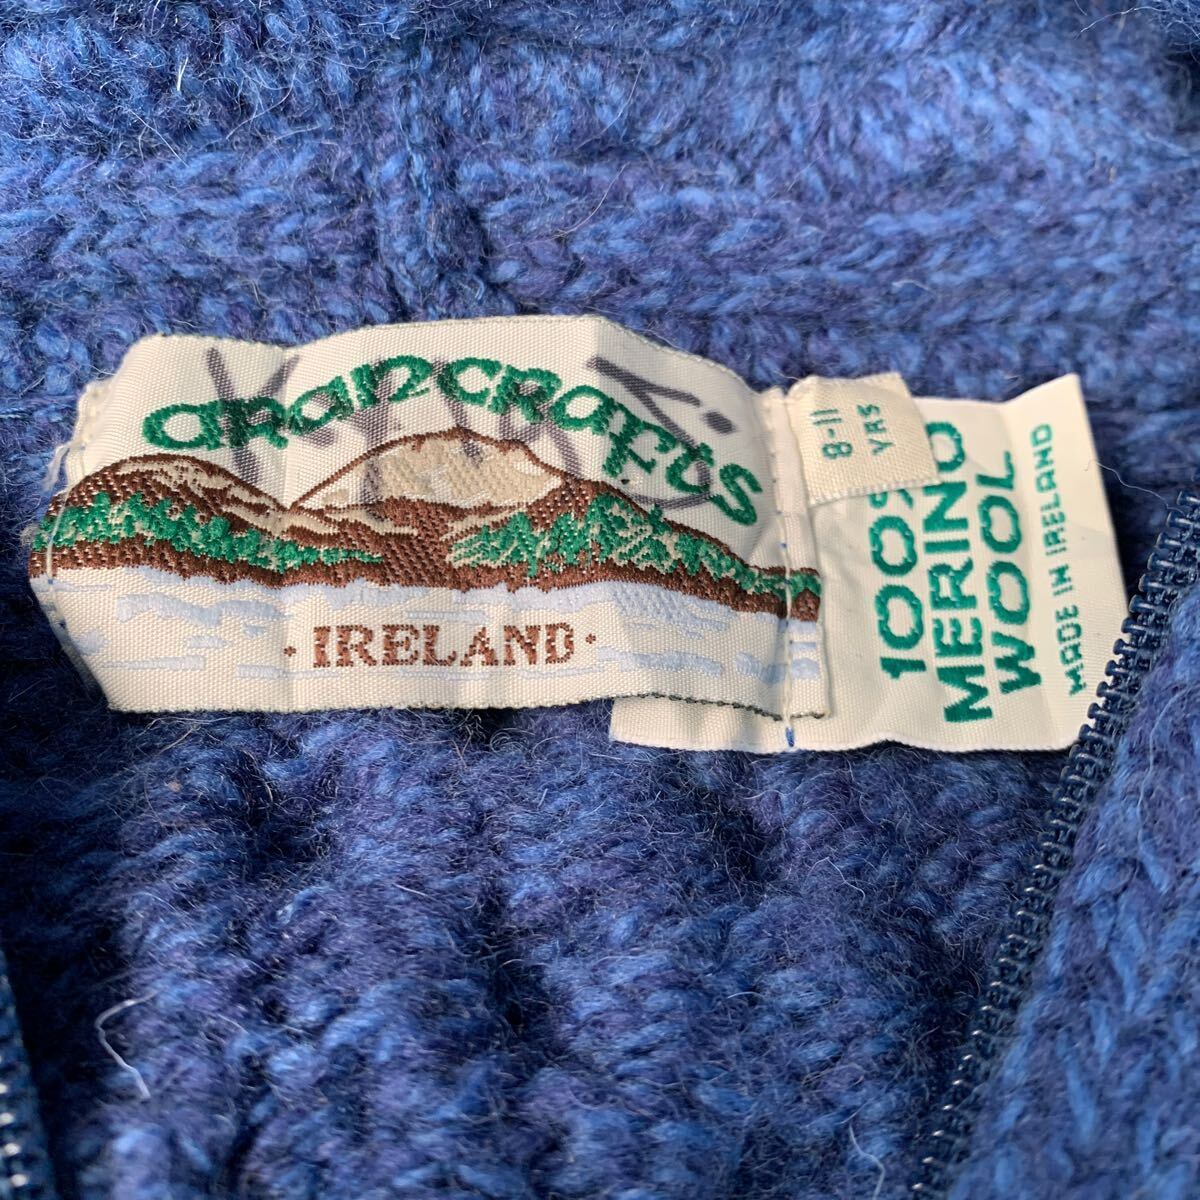 arancrafts
· IRELAND ·
8-11
YRS
100%
MERINO
WOOL
MADE IN IRELAND